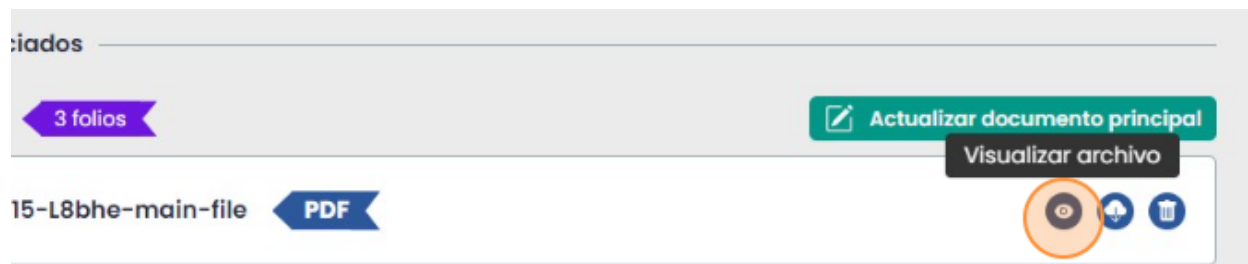 ciados
3 folios
Actualizar documento principal
Visualizar archivo
15-L8bhe-main-file
PDF